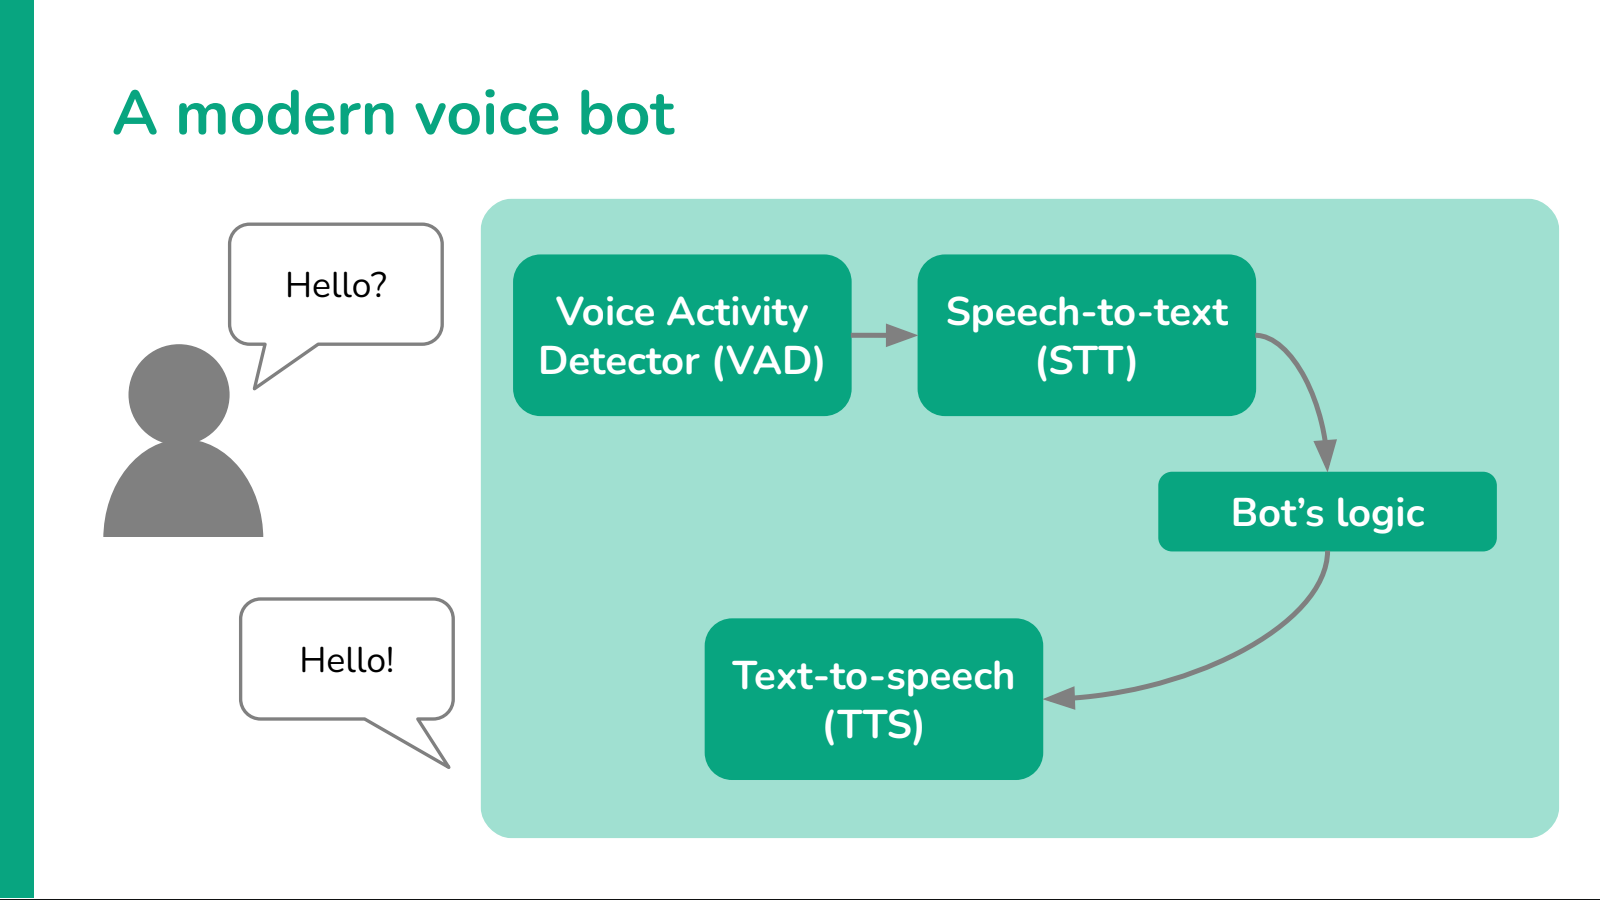 A modern voice bot
Hello?
Voice Activity
Detector (VAD)
Speech-to-text
(STT)
Bot’s logic
Text-to-speech
(TTS)
Hello!